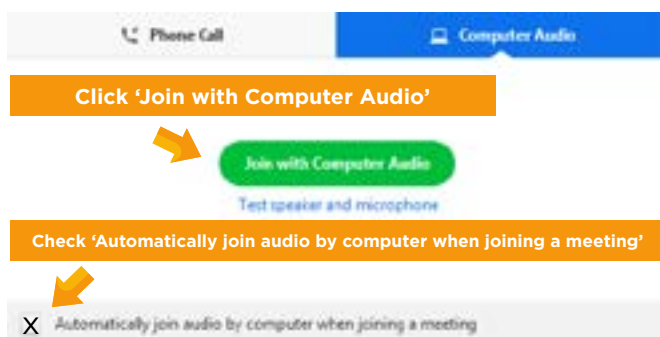 Phone Call
Computer Audio
Click ‘Join with Computer Audio’
Join with Computer Audio
Test speaker and microphone
Check ‘Automatically join audio by computer when joining a meeting’
X Automatically join audio by computer when joining a meeting